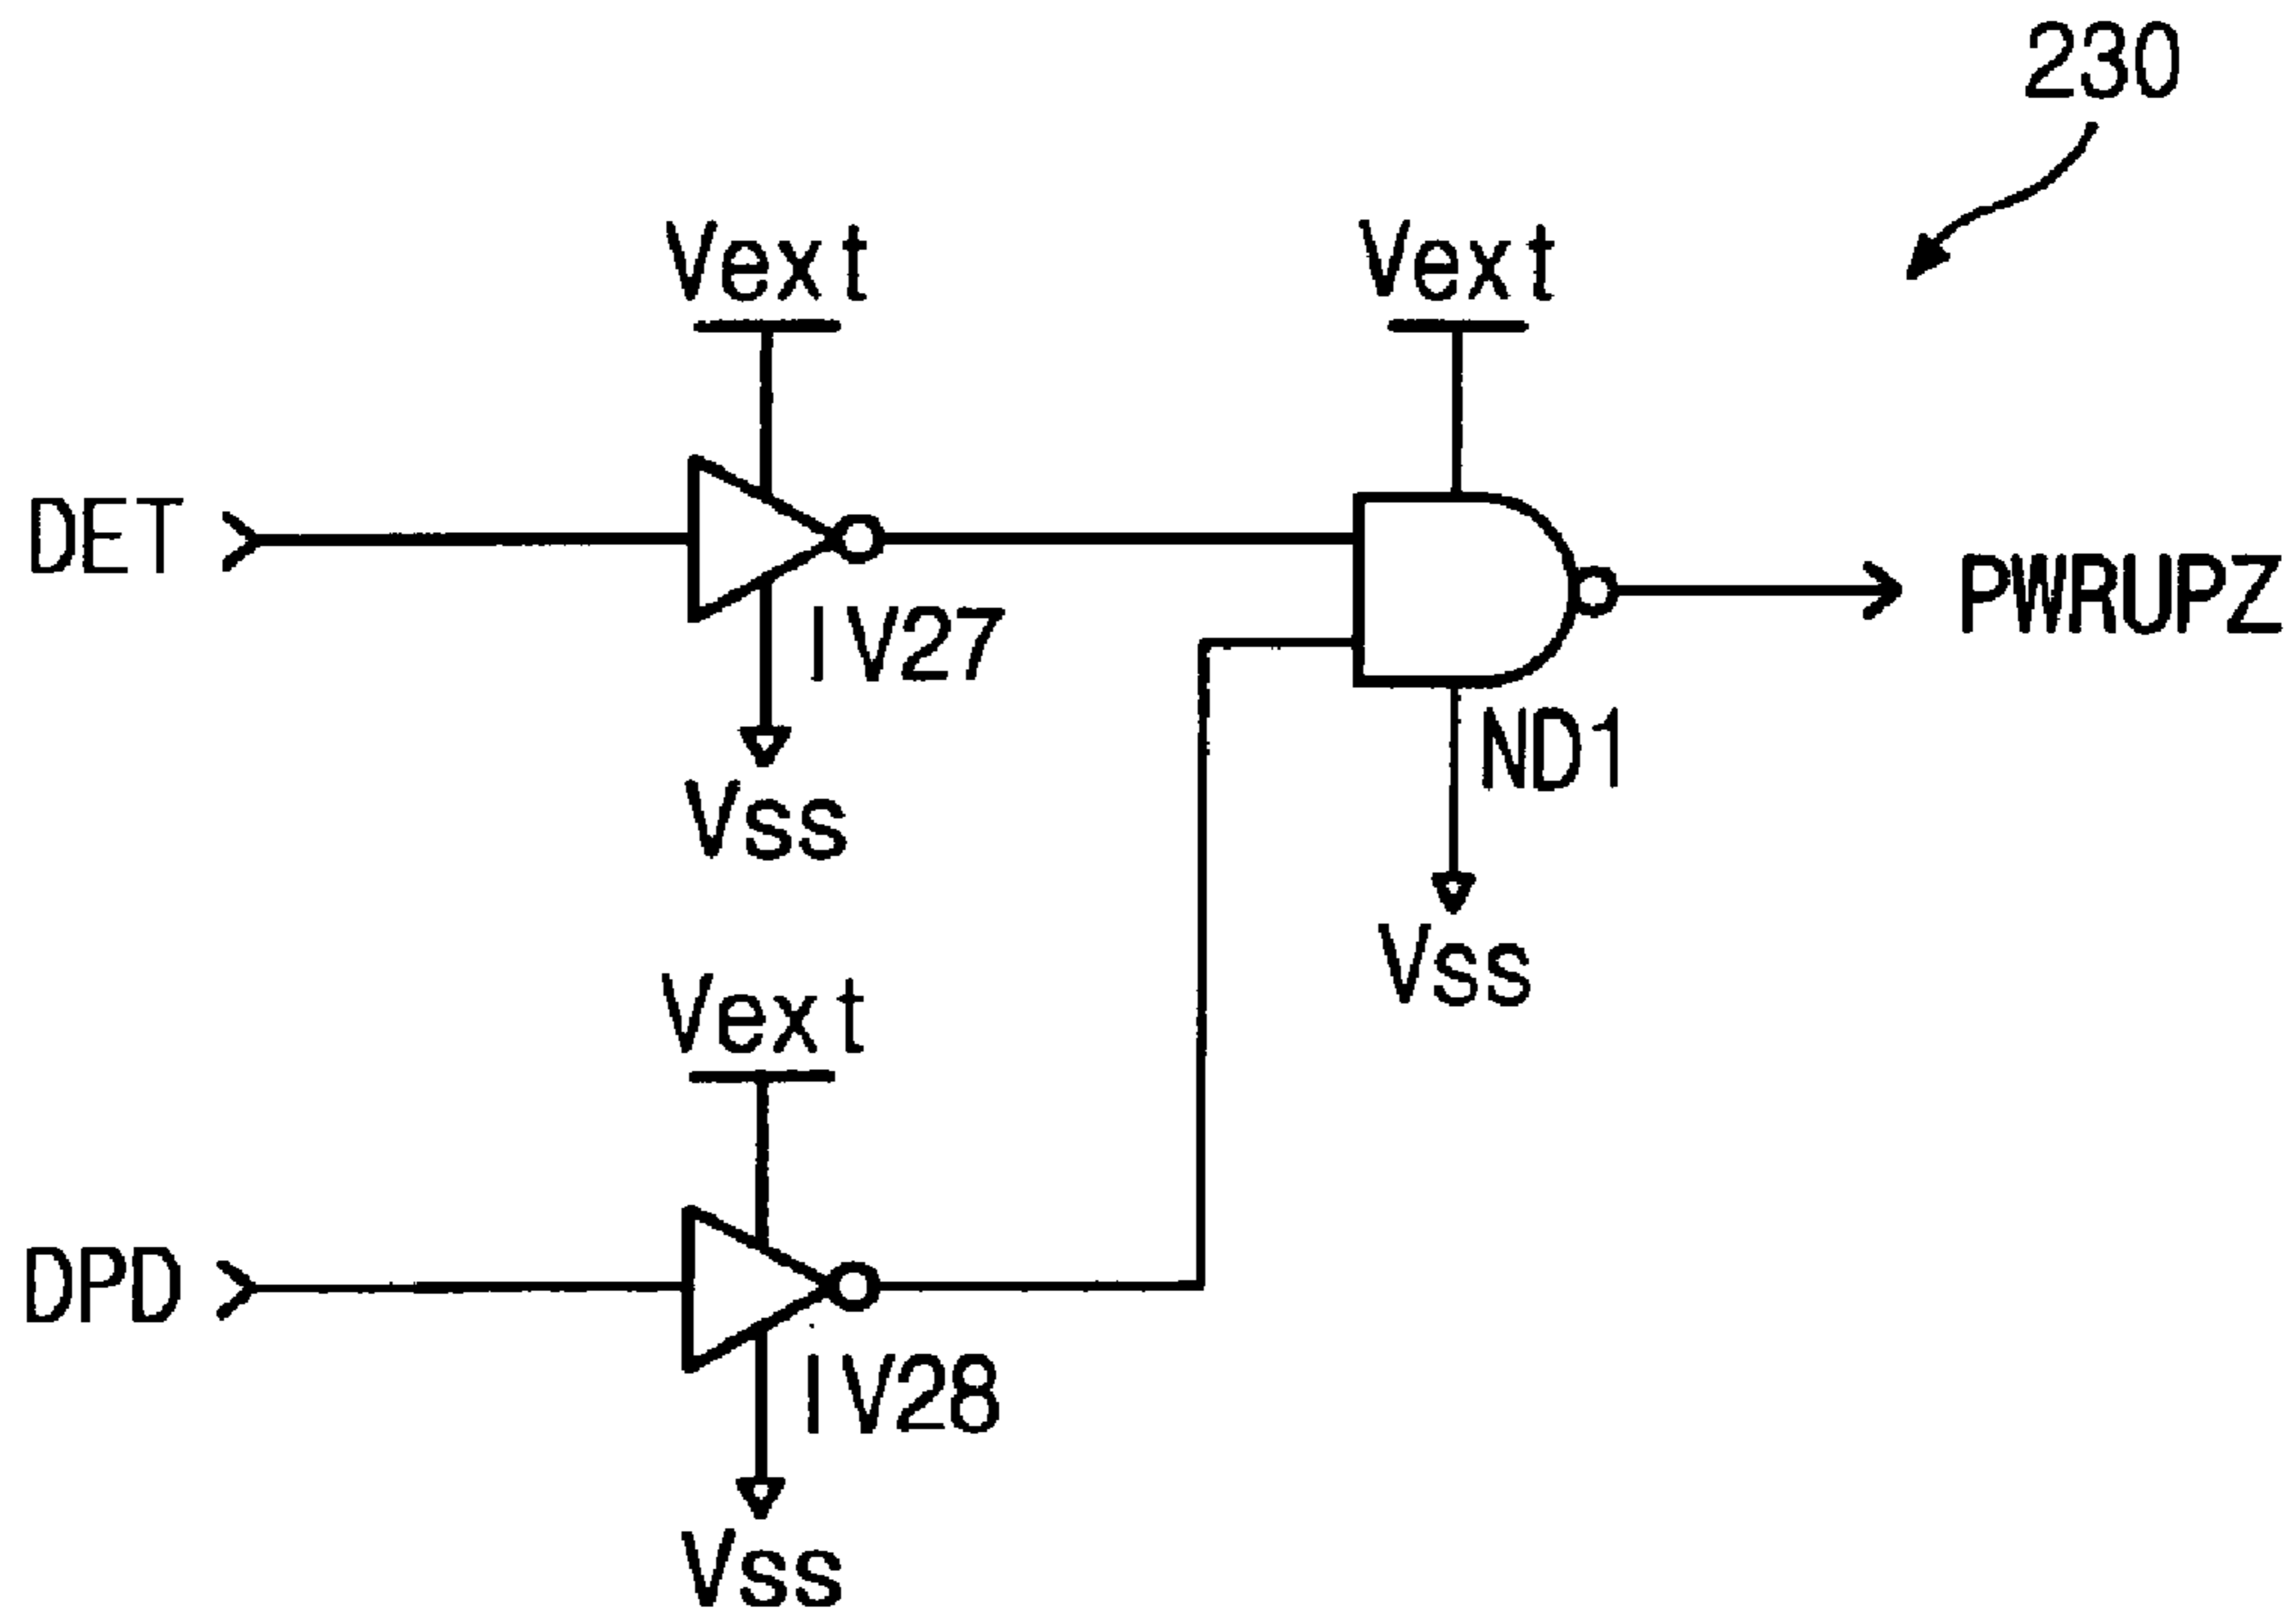 230
Vext
Vext
DET
PWRUPZ
IV27
ND1
Vss
Vss
Vext
DPD
IV28
Vss